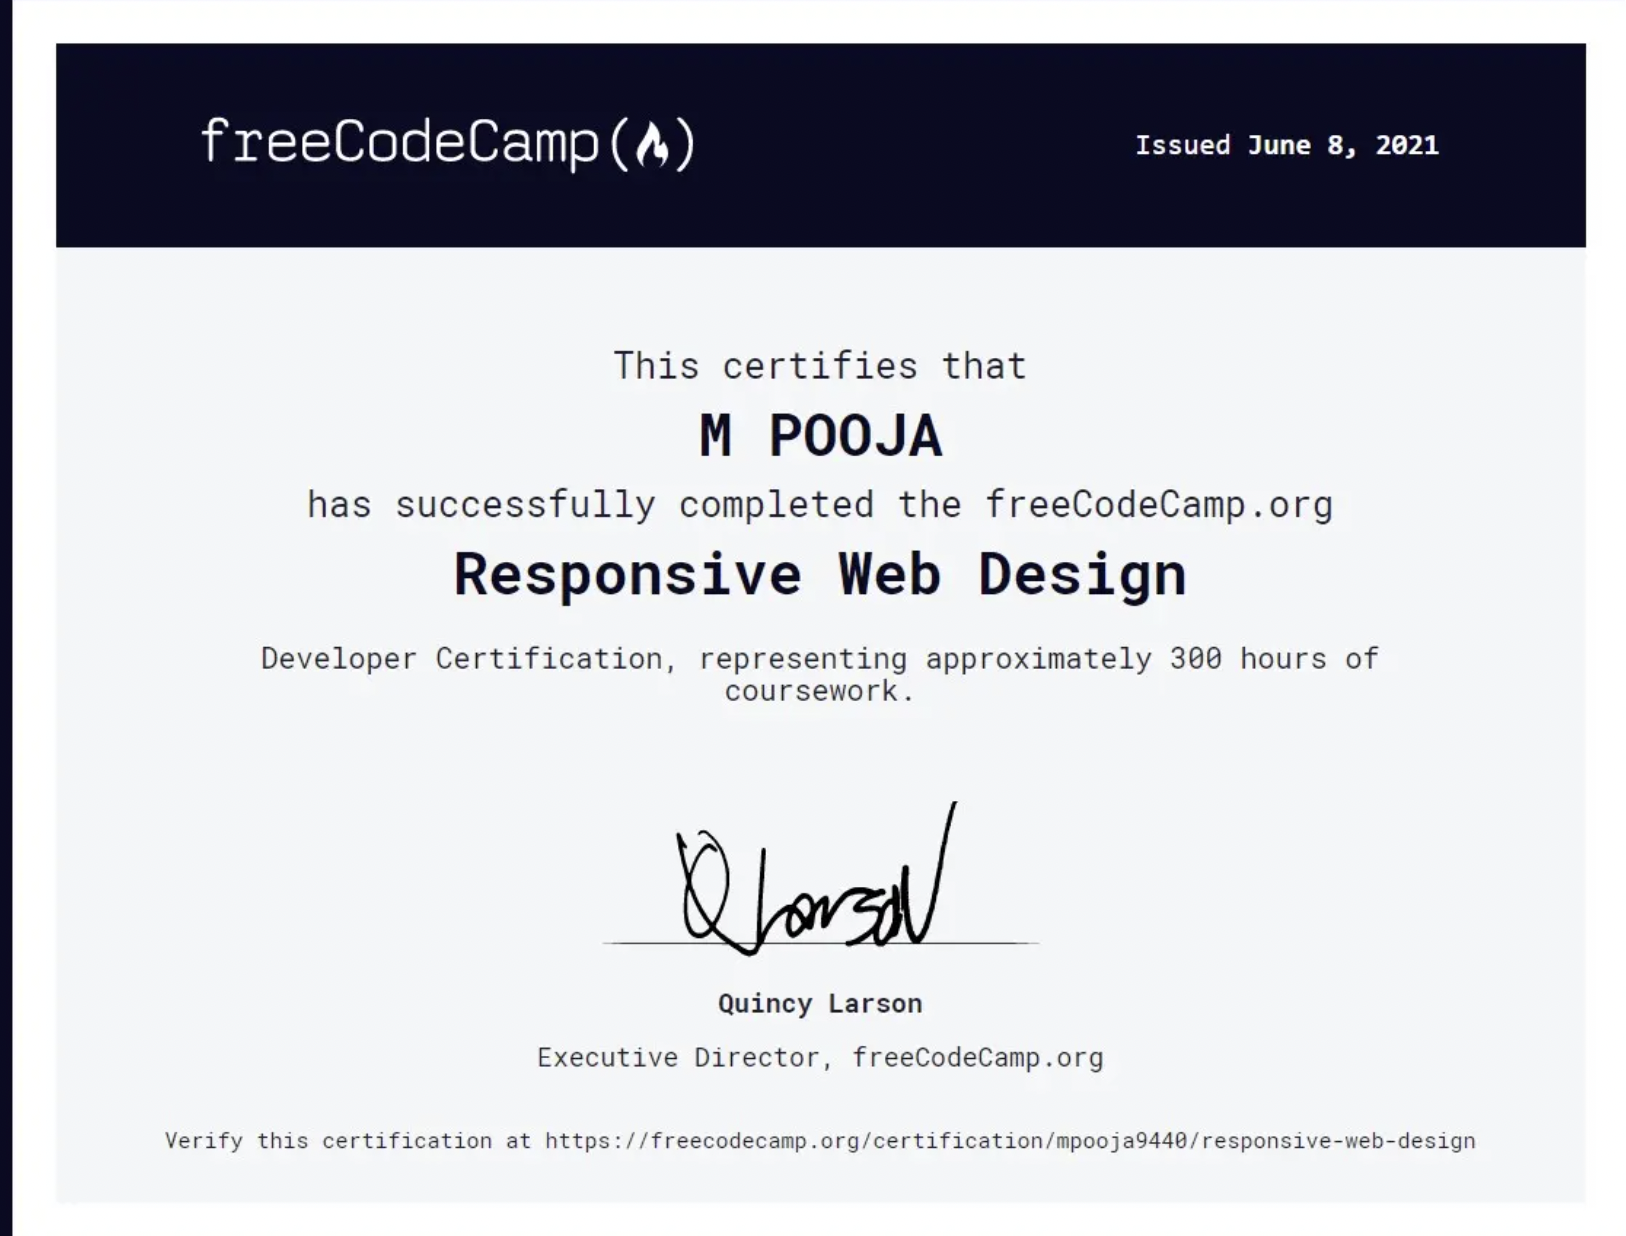 freeCodeCamp
Issued June 8, 2021
This certifies that
M POOJA
has successfully completed the freeCodeCamp.org
Responsive Web Design
Developer Certification, representing approximately 300 hours of
coursework.
Q Larson
Quincy Larson
Executive Director, freeCodeCamp.org
Verify this certification at https://freecodecamp.org/certification/mpooja9440/responsive-web-design